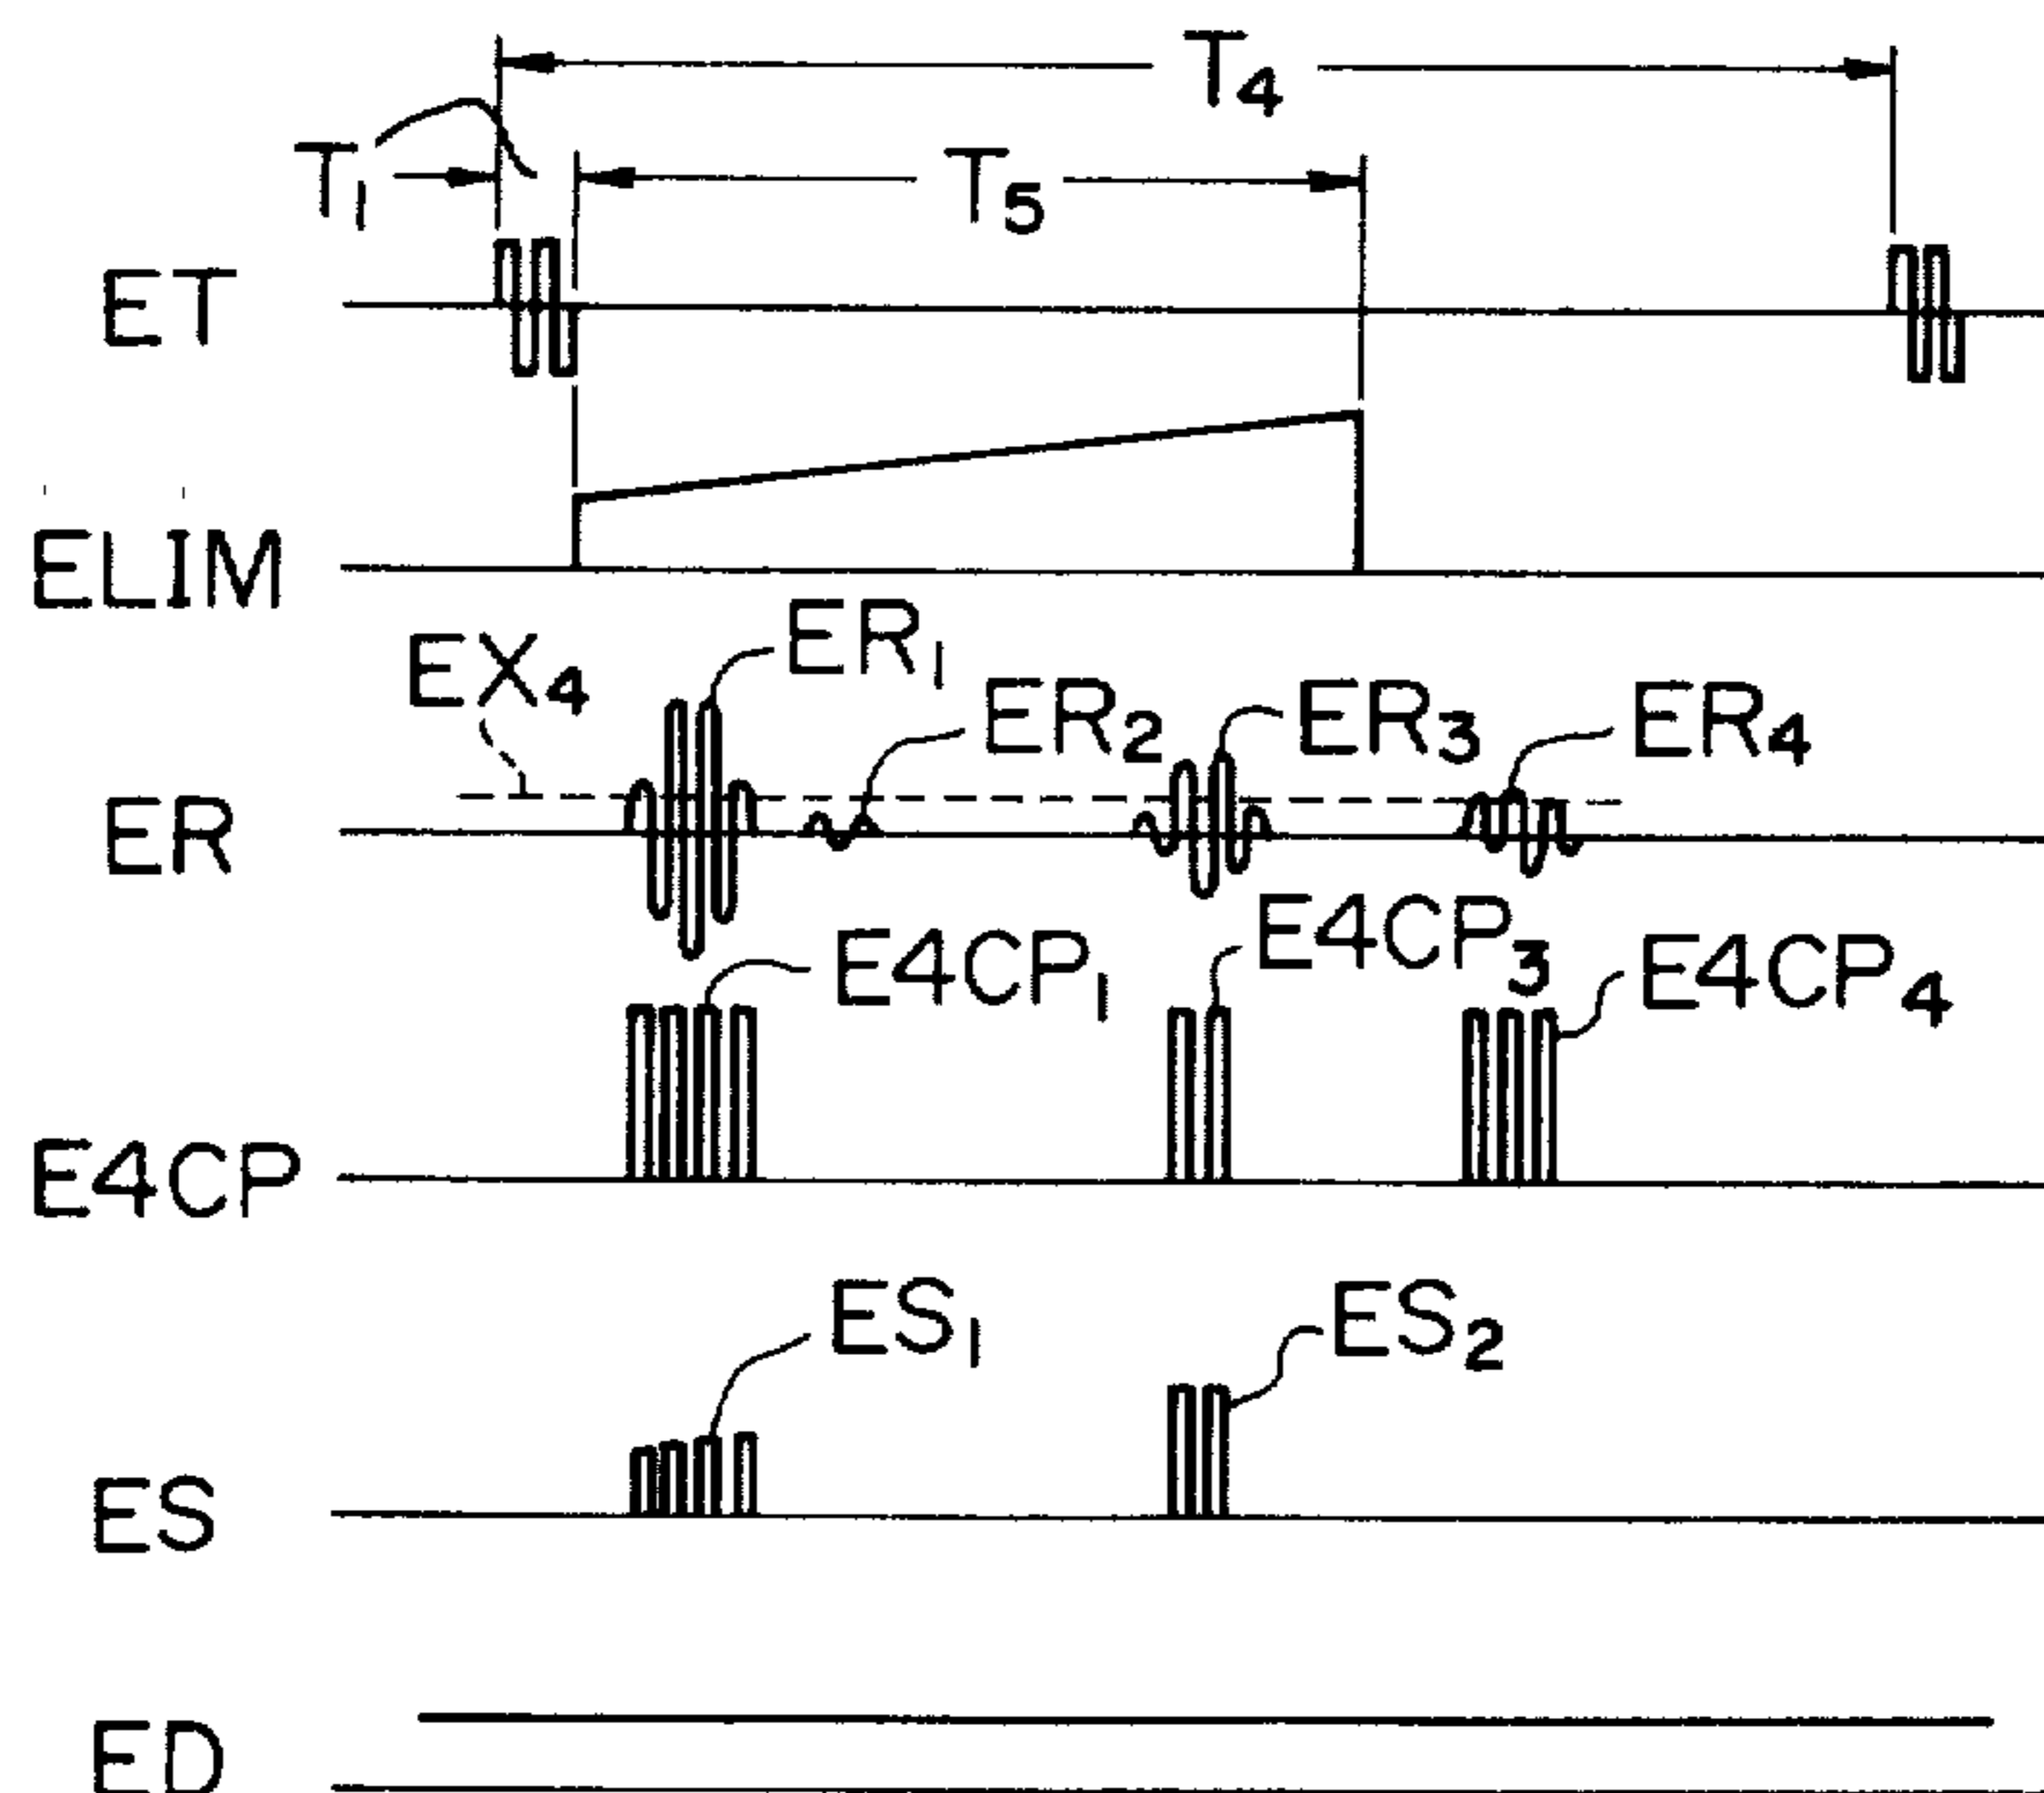 T4
T1
T5
ET
ELIM
EX4
ER1
ER2
ER3
ER4
ER
E4CP1
E4CP3
E4CP4
E4CP
ES1
ES2
ES
ED